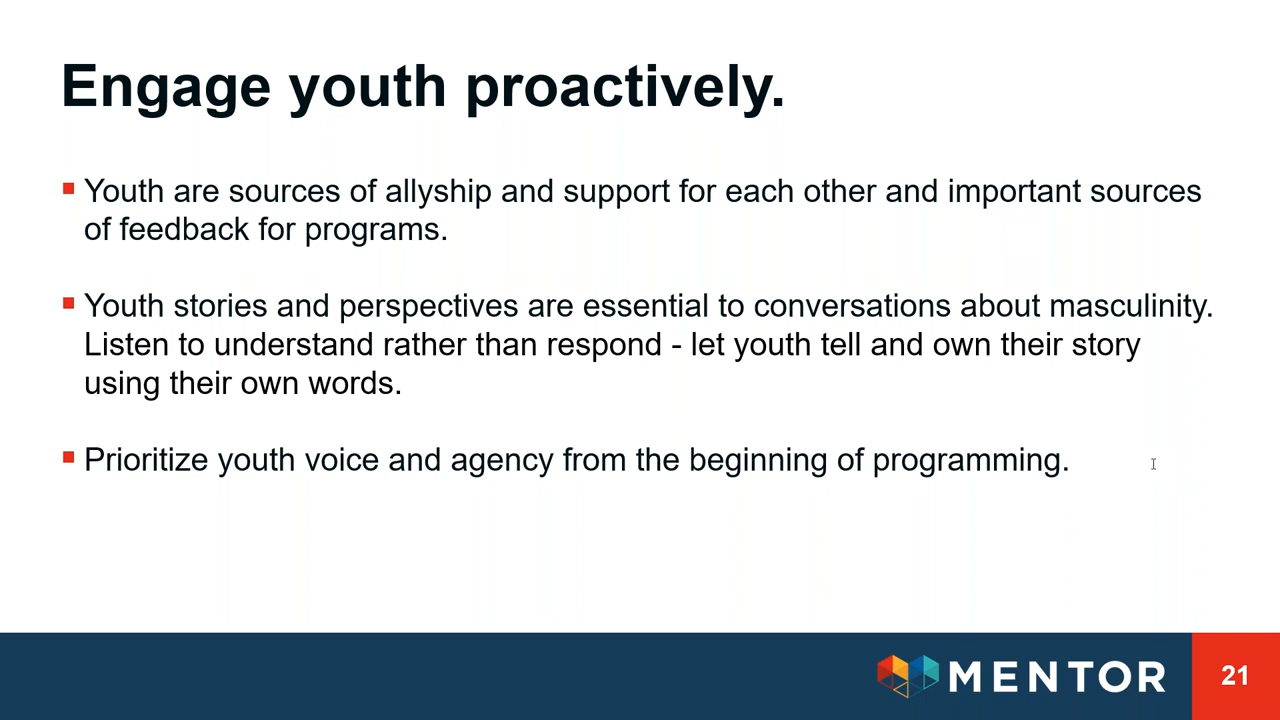 Engage youth proactively.
Youth are sources of allyship and support for each other and important sources
of feedback for programs.
Youth stories and perspectives are essential to conversations about masculinity.
Listen to understand rather than respond - let youth tell and own their story
using their own words.
Prioritize youth voice and agency from the beginning of programming.
MENTOR
21